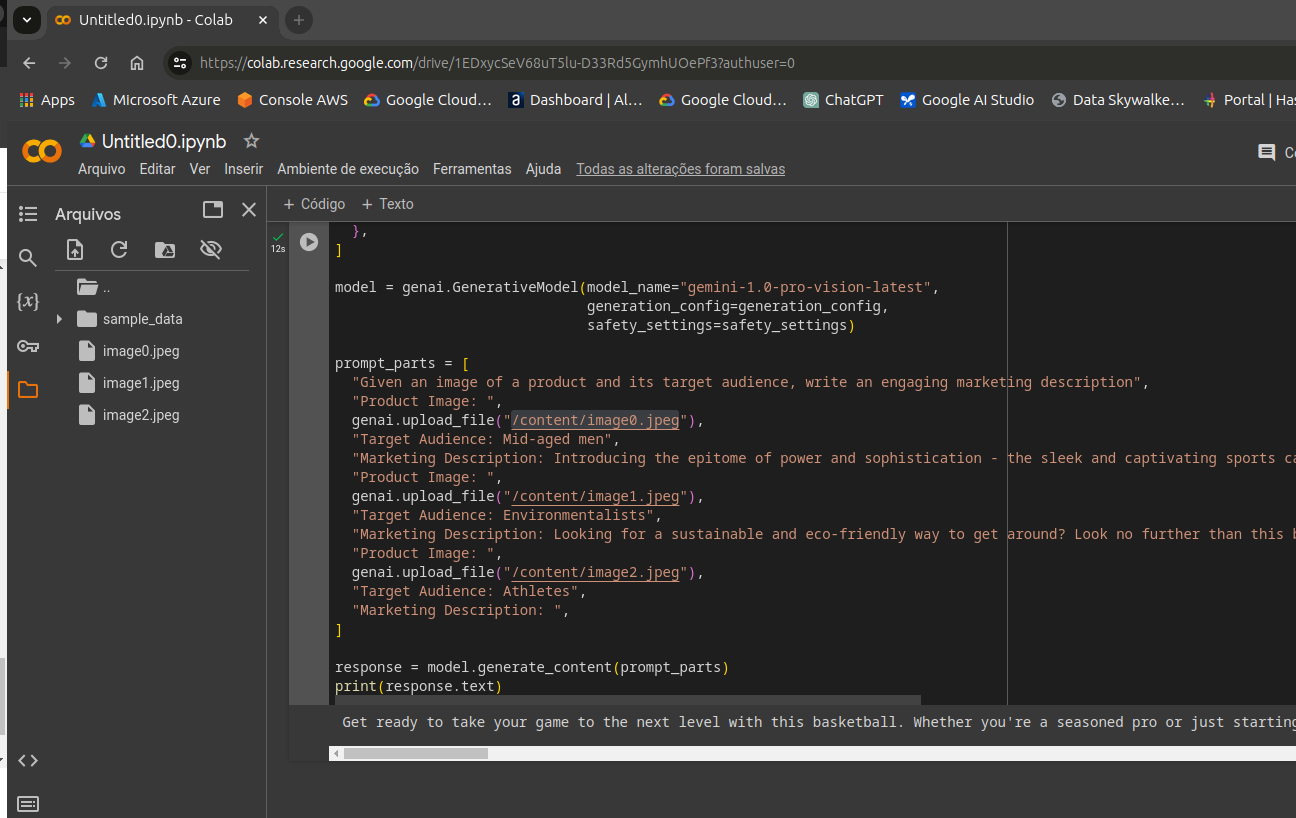 Untitled0.ipynb - Colab
https://colab.research.google.com/drive/1EDxycSeV68uT5lu-D33Rd5GymhUOePf3?authuser=0
Apps Microsoft Azure Console AWS Google Cloud… Dashboard | Al… Google Cloud… ChatGPT Google AI Studio Data Skywalke… Portal | Has
Untitled0.ipynb
Arquivo Editar Ver Inserir Ambiente de execução Ferramentas Ajuda Todas as alterações foram salvas
Arquivos
+ Código + Texto
..
sample_data
image0.jpeg
image1.jpeg
image2.jpeg
{x}
12s
},
]
model = genai.GenerativeModel(model_name="gemini-1.0-pro-vision-latest",
generation_config=generation_config,
safety_settings=safety_settings)
prompt_parts = [
"Given an image of a product and its target audience, write an engaging marketing description",
"Product Image: ",
genai.upload_file("/content/image0.jpeg"),
"Target Audience: Mid-aged men",
"Marketing Description: Introducing the epitome of power and sophistication - the sleek and captivating sports ca
"Product Image: ",
genai.upload_file("/content/image1.jpeg"),
"Target Audience: Environmentalists",
"Marketing Description: Looking for a sustainable and eco-friendly way to get around? Look no further than this b
"Product Image: ",
genai.upload_file("/content/image2.jpeg"),
"Target Audience: Athletes",
"Marketing Description: ",
]
response = model.generate_content(prompt_parts)
print(response.text)
Get ready to take your game to the next level with this basketball. Whether you're a seasoned pro or just starting